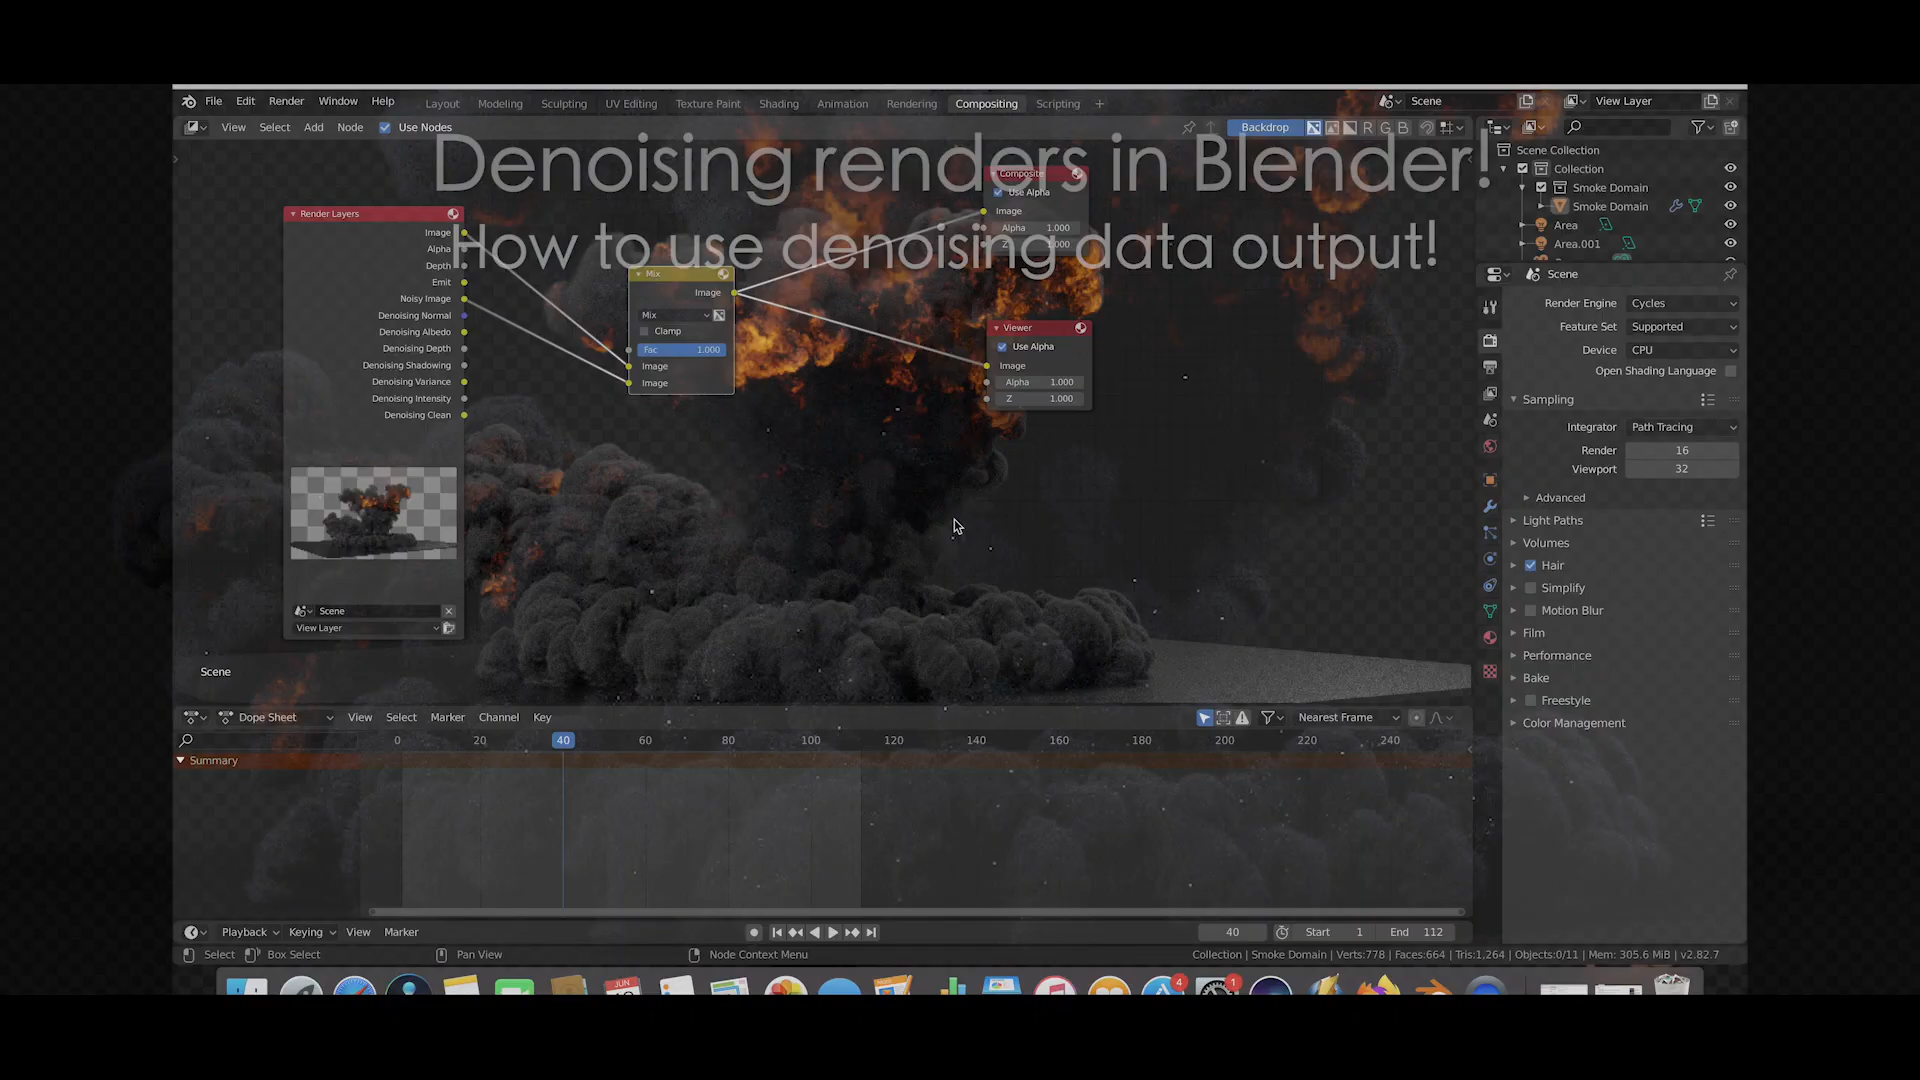 File Edit Render Window Help Layout Modeling Sculpting UV Editing Texture Paint Shading Animation Rendering Compositing Scripting + Scene View Layer
View Select Add Node Use Nodes Backdrop R G B
Denoising renders in Blender!
How to use denoising data output!
Render Layers
Image
Alpha
Depth
Emit
Noisy Image
Denoising Normal
Denoising Albedo
Denoising Depth
Denoising Shadowing
Denoising Variance
Denoising Intensity
Denoising Clean
Scene
View Layer
Scene
Mix
Image
Mix
Clamp
Fac 1.000
Image
Image
Composite
Use Alpha
Image
Alpha 1.000
Z 1.000
Viewer
Use Alpha
Image
Alpha 1.000
Z 1.000
Scene Collection
Collection
Smoke Domain
Smoke Domain
Area
Area.001
Scene
Render Engine Cycles
Feature Set Supported
Device CPU
Open Shading Language
Sampling
Integrator Path Tracing
Render 16
Viewport 32
Advanced
Light Paths
Volumes
Hair
Simplify
Motion Blur
Film
Performance
Bake
Freestyle
Color Management
Dope Sheet View Select Marker Channel Key Nearest Frame
0 20 40 60 80 100 120 140 160 180 200 220 240
Summary
Playback Keying View Marker 40 Start 1 End 112
Select Box Select Pan View Node Context Menu Collection | Smoke Domain | Verts:778 | Faces:664 | Tris:1,264 | Objects:0/11 | Mem: 305.6 MiB | v2.82.7
JUN 4 1